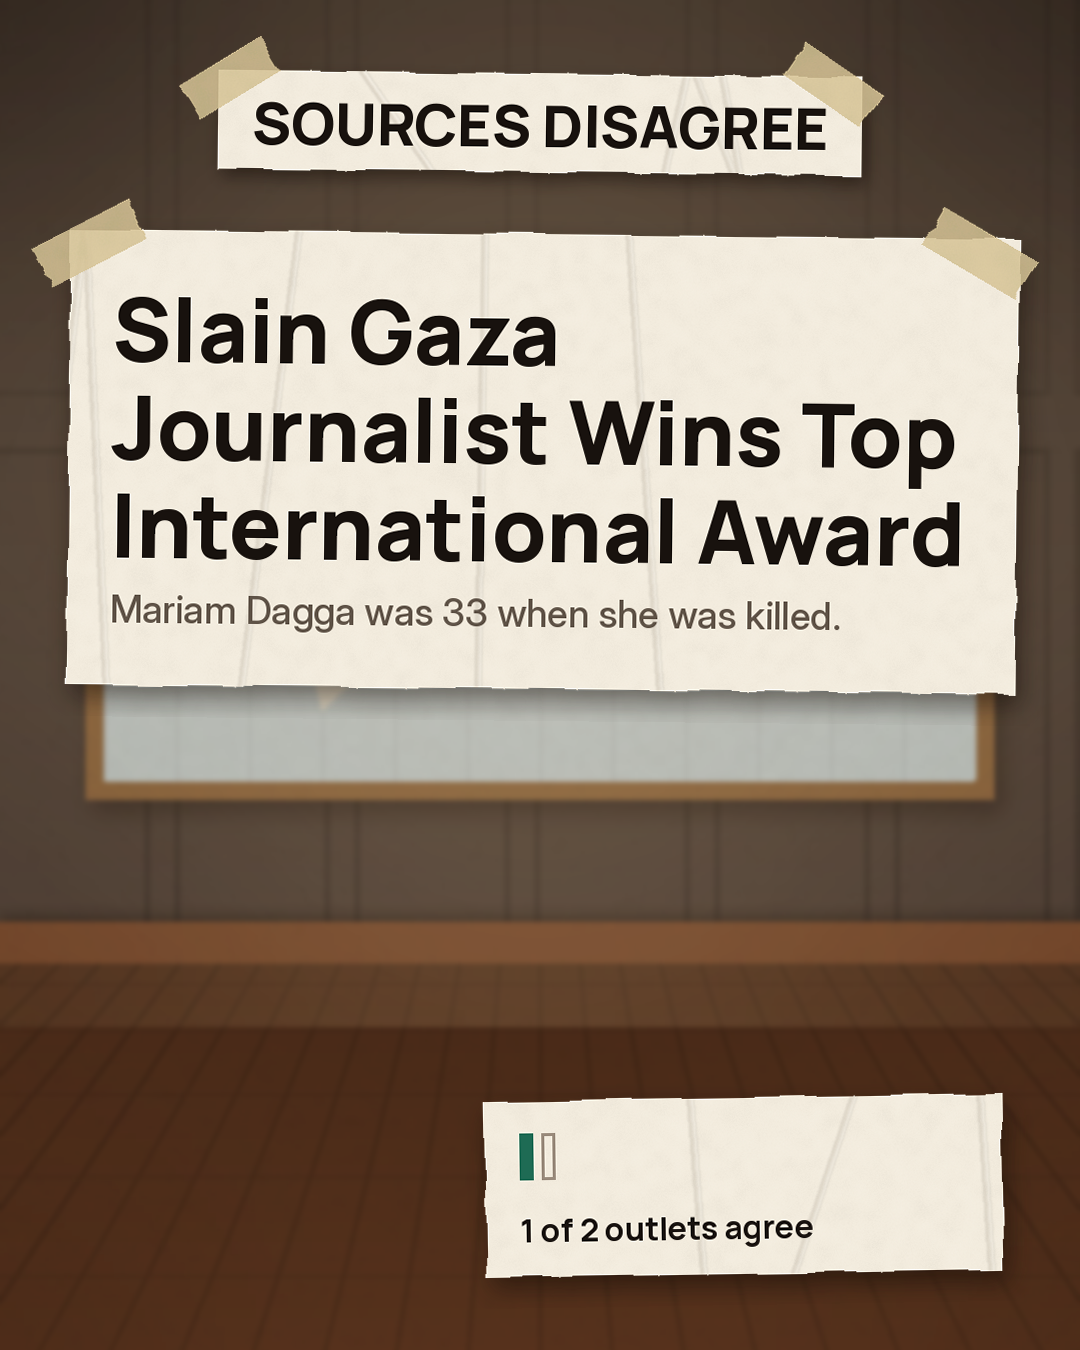 SOURCES DISAGREE
Slain Gaza
Journalist Wins Top
International Award
Mariam Dagga was 33 when she was killed.
1 of 2 outlets agree